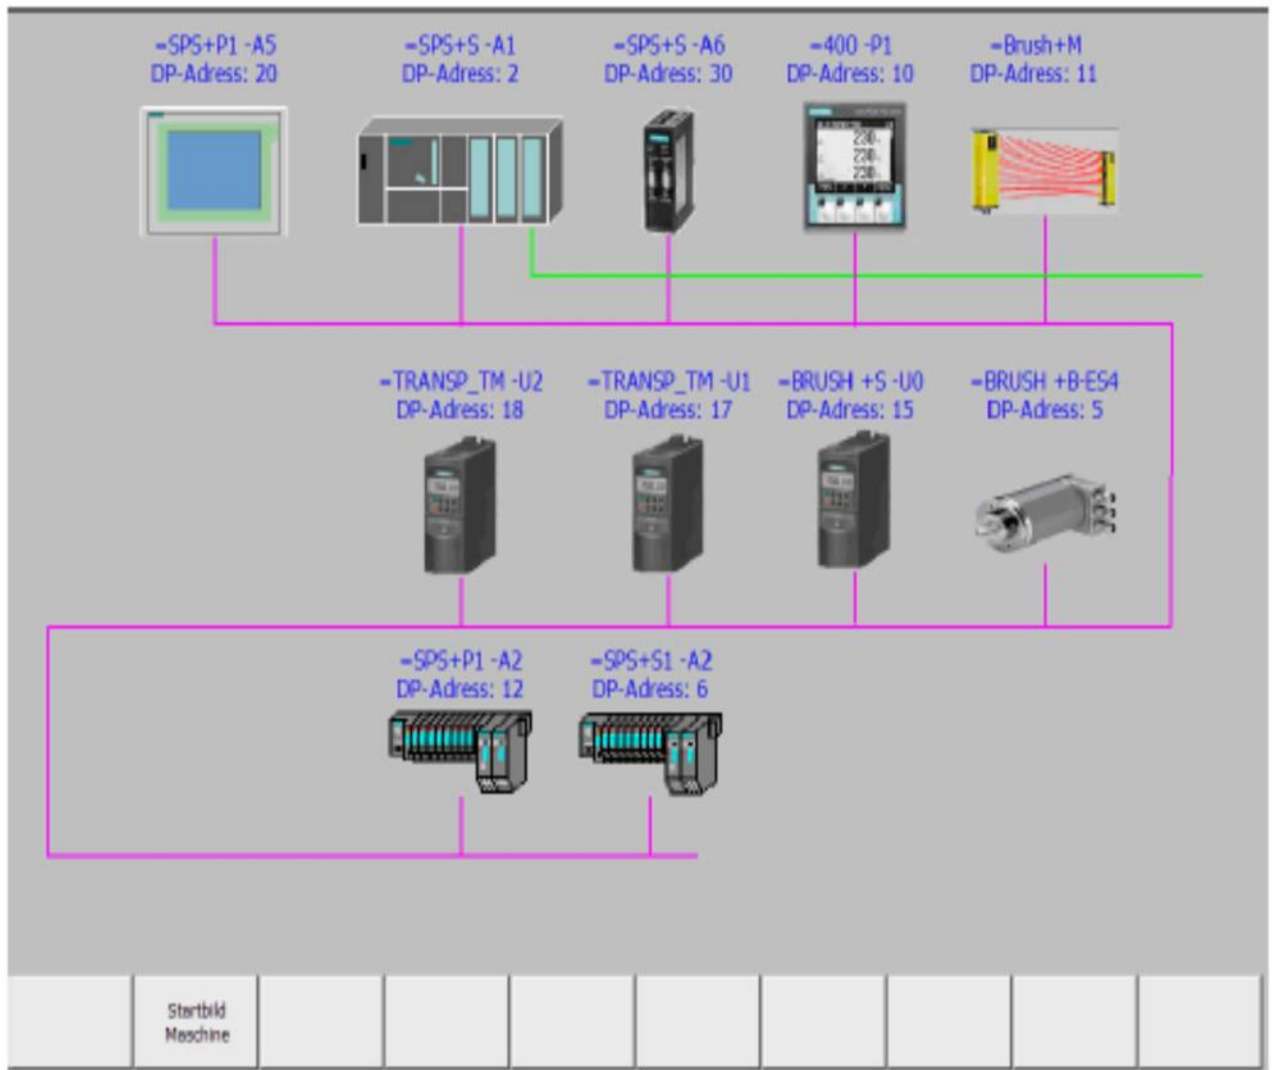 =SPS+P1 -A5
DP-Adress: 20
=SPS+S -A1
DP-Adress: 2
=SPS+S -A6
DP-Adress: 30
=400 -P1
DP-Adress: 10
=Brush+M
DP-Adress: 11
230
230
230
=TRANSP_TM -U2
DP-Adress: 18
=TRANSP_TM -U1
DP-Adress: 17
=BRUSH +S -U0
DP-Adress: 15
=BRUSH +B-ES4
DP-Adress: 5
=SPS+P1 -A2
DP-Adress: 12
=SPS+S1 -A2
DP-Adress: 6
Startbild
Maschine